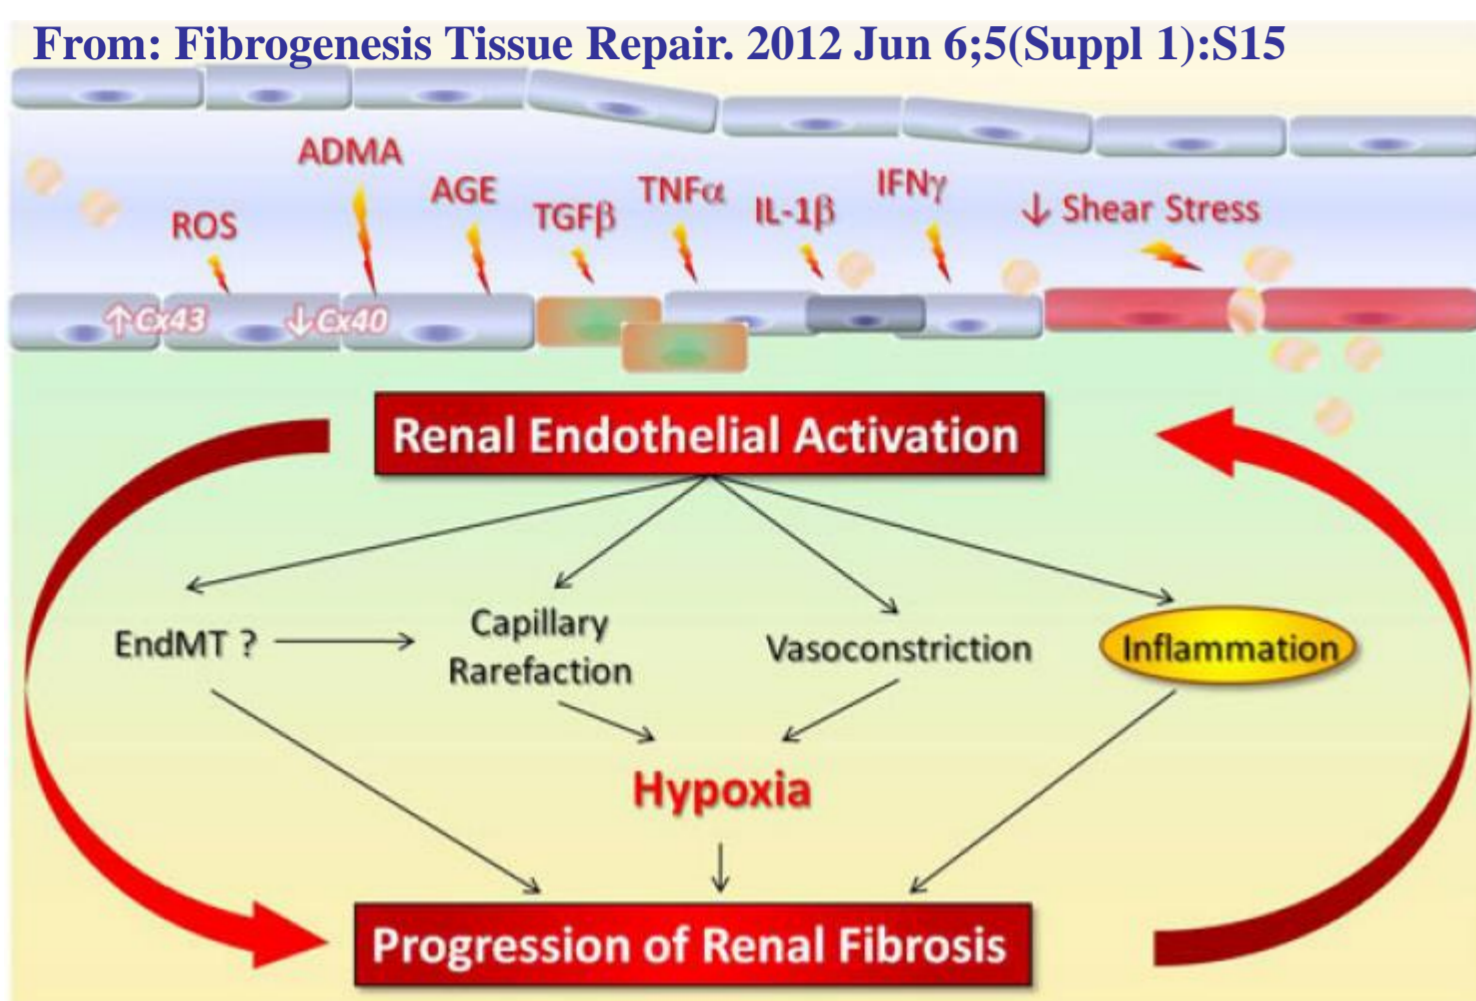 From: Fibrogenesis Tissue Repair. 2012 Jun 6;5(Suppl 1):S15
ADMA
ROS
AGE
TGFβ
TNFα
IL-1β
IFNγ
↓ Shear Stress
↑Cx43
↓Cx40
Renal Endothelial Activation
EndMT ?
Capillary
Rarefaction
Vasoconstriction
Inflammation
Hypoxia
Progression of Renal Fibrosis